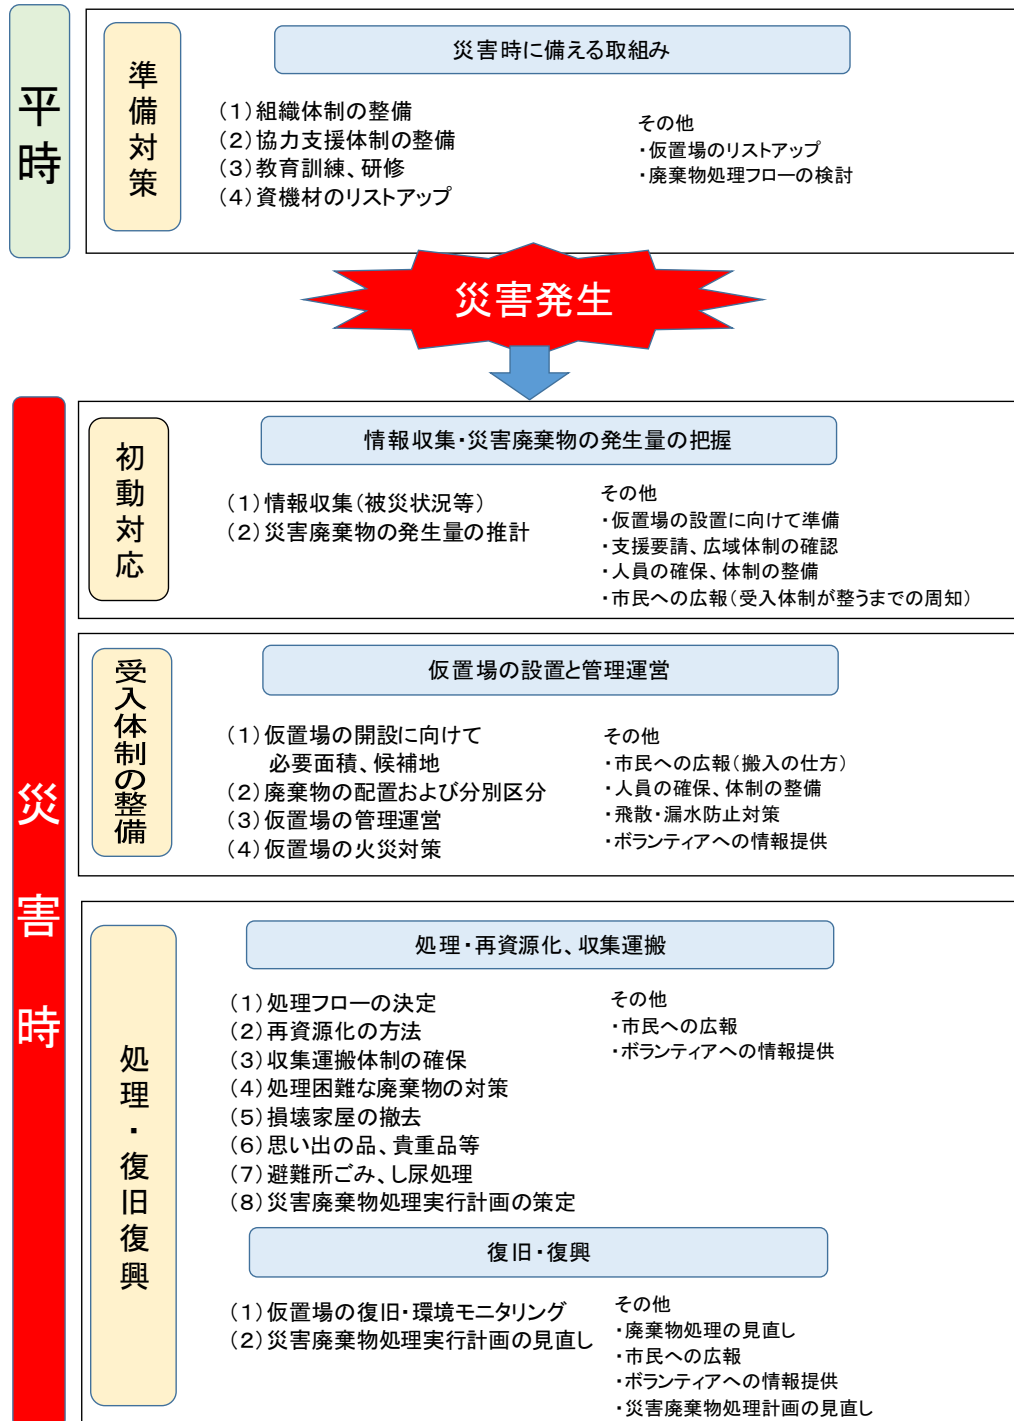 平時
準備対策
災害時に備える取組み
（１）組織体制の整備
（２）協力支援体制の整備
（３）教育訓練、研修
（４）資機材のリストアップ
その他
・仮置場のリストアップ
・廃棄物処理フローの検討
災害発生
災害時
初動対応
情報収集・災害廃棄物の発生量の把握
（１）情報収集（被災状況等）
（２）災害廃棄物の発生量の推計
その他
・仮置場の設置に向けて準備
・支援要請、広域体制の確認
・人員の確保、体制の整備
・市民への広報（受入体制が整うまでの周知）
受入体制の整備
仮置場の設置と管理運営
（１）仮置場の開設に向けて
必要面積、候補地
（２）廃棄物の配置および分別区分
（３）仮置場の管理運営
（４）仮置場の火災対策
その他
・市民への広報（搬入の仕方）
・人員の確保、体制の整備
・飛散・漏水防止対策
・ボランティアへの情報提供
処理・復旧復興
処理・再資源化、収集運搬
（１）処理フローの決定
（２）再資源化の方法
（３）収集運搬体制の確保
（４）処理困難な廃棄物の対策
（５）損壊家屋の撤去
（６）思い出の品、貴重品等
（７）避難所ごみ、し尿処理
（８）災害廃棄物処理実行計画の策定
その他
・市民への広報
・ボランティアへの情報提供
復旧・復興
（１）仮置場の復旧・環境モニタリング
（２）災害廃棄物処理実行計画の見直し
その他
・廃棄物処理の見直し
・市民への広報
・ボランティアへの情報提供
・災害廃棄物処理計画の見直し